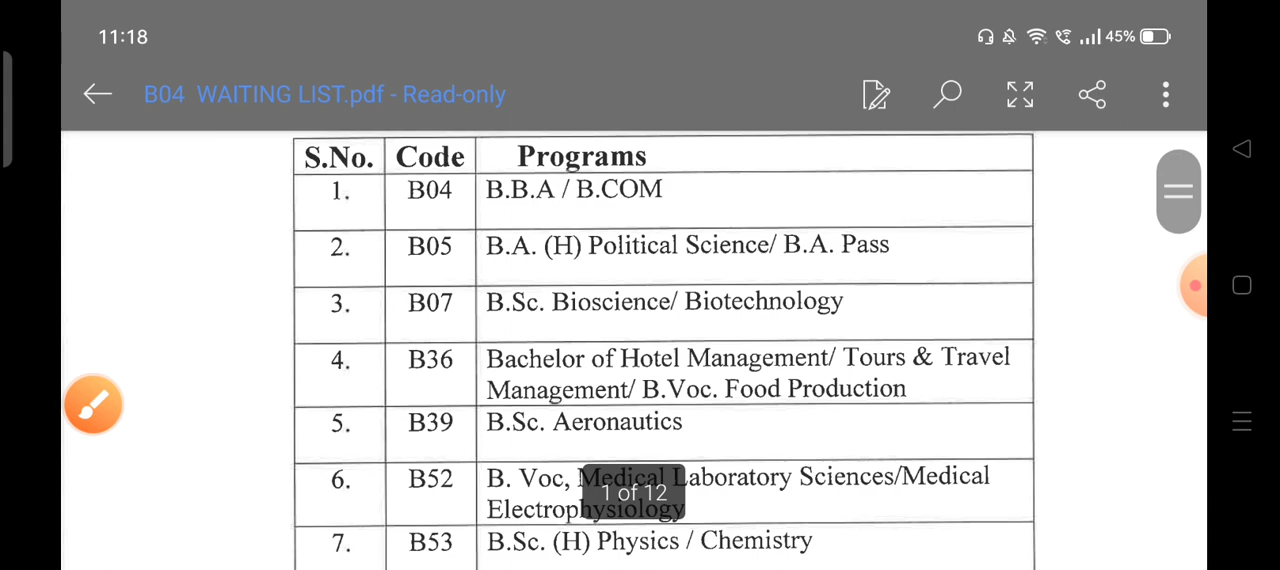 11:18
45%
B04 WAITING LIST.pdf - Read-only
S.No. Code Programs
1. B04 B.B.A / B.COM
2. B05 B.A. (H) Political Science/ B.A. Pass
3. B07 B.Sc. Bioscience/ Biotechnology
4. B36 Bachelor of Hotel Management/ Tours & Travel
Management/ B.Voc. Food Production
5. B39 B.Sc. Aeronautics
6. B52 B. Voc, Medical Laboratory Sciences/Medical
1 of 12
Electrophysiology
7. B53 B.Sc. (H) Physics / Chemistry